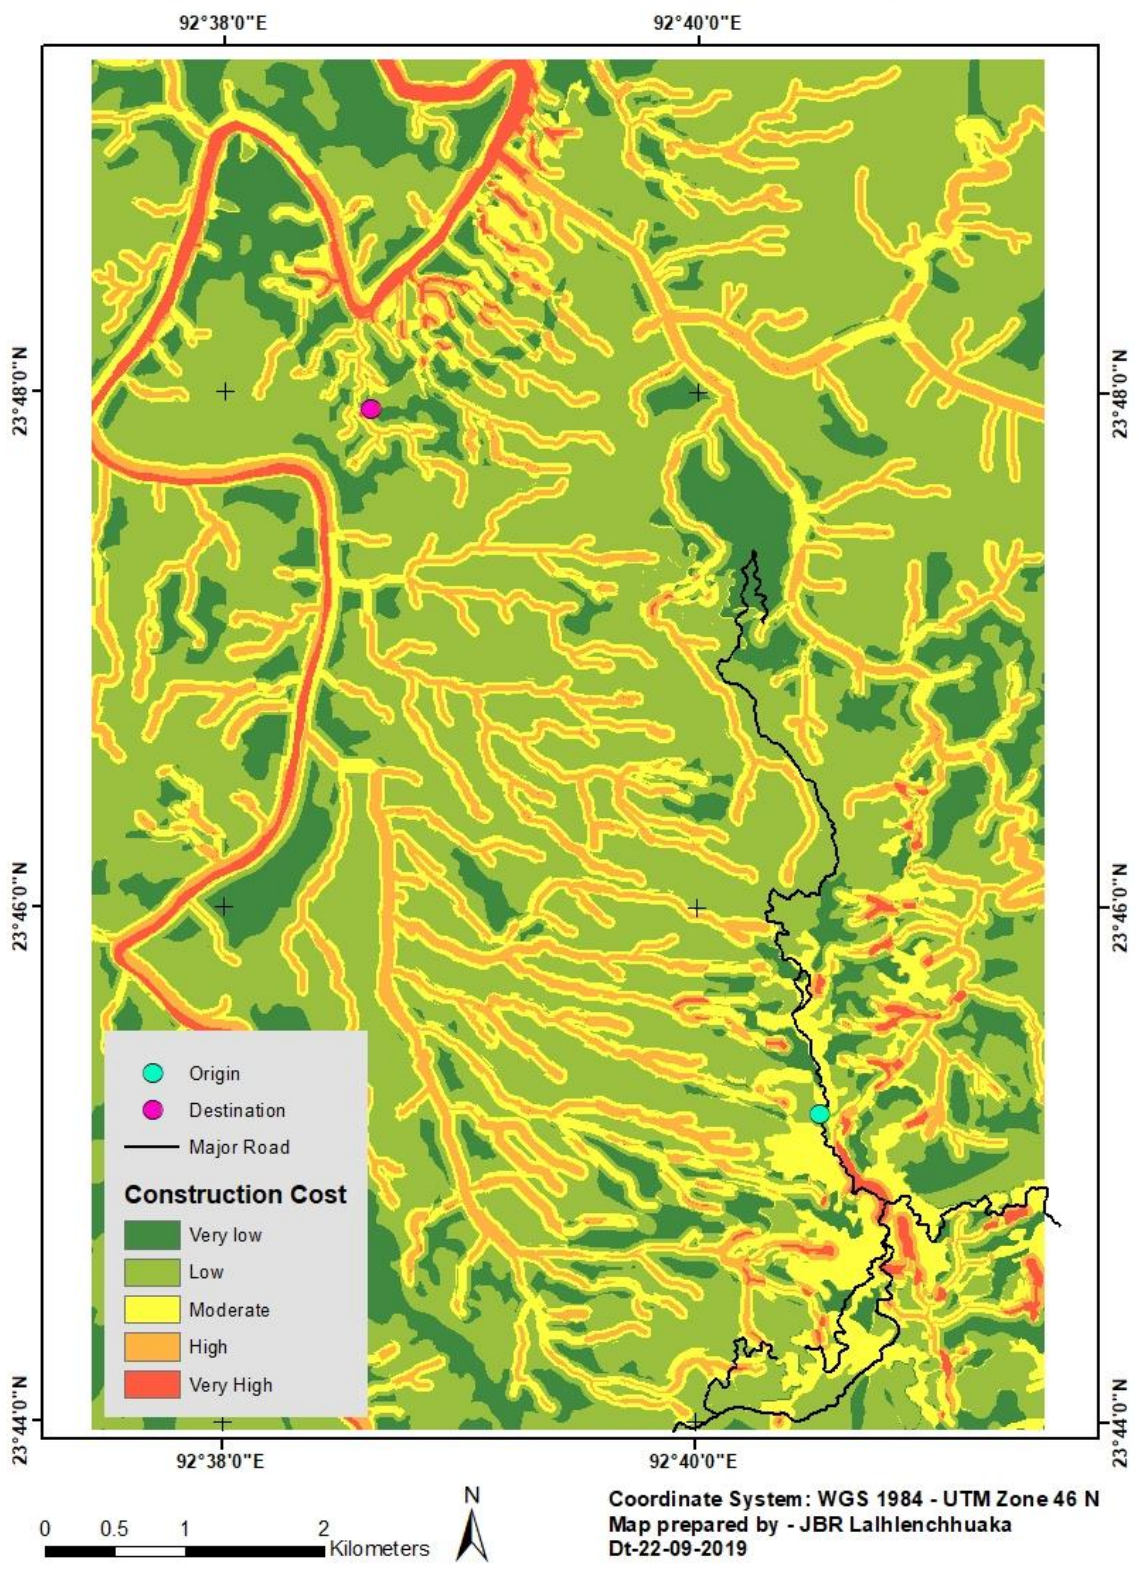 92°38'0"E 92°40'0"E
23°48'0"N 23°48'0"N
23°46'0"N 23°46'0"N
Origin
Destination
Major Road
Construction Cost
Very low
Low
Moderate
High
Very High
23°44'0"N 23°44'0"N
92°38'0"E 92°40'0"E
N
0 0.5 1 2
Kilometers
Coordinate System: WGS 1984 - UTM Zone 46 N
Map prepared by - JBR Lalhlenchhuaka
Dt-22-09-2019